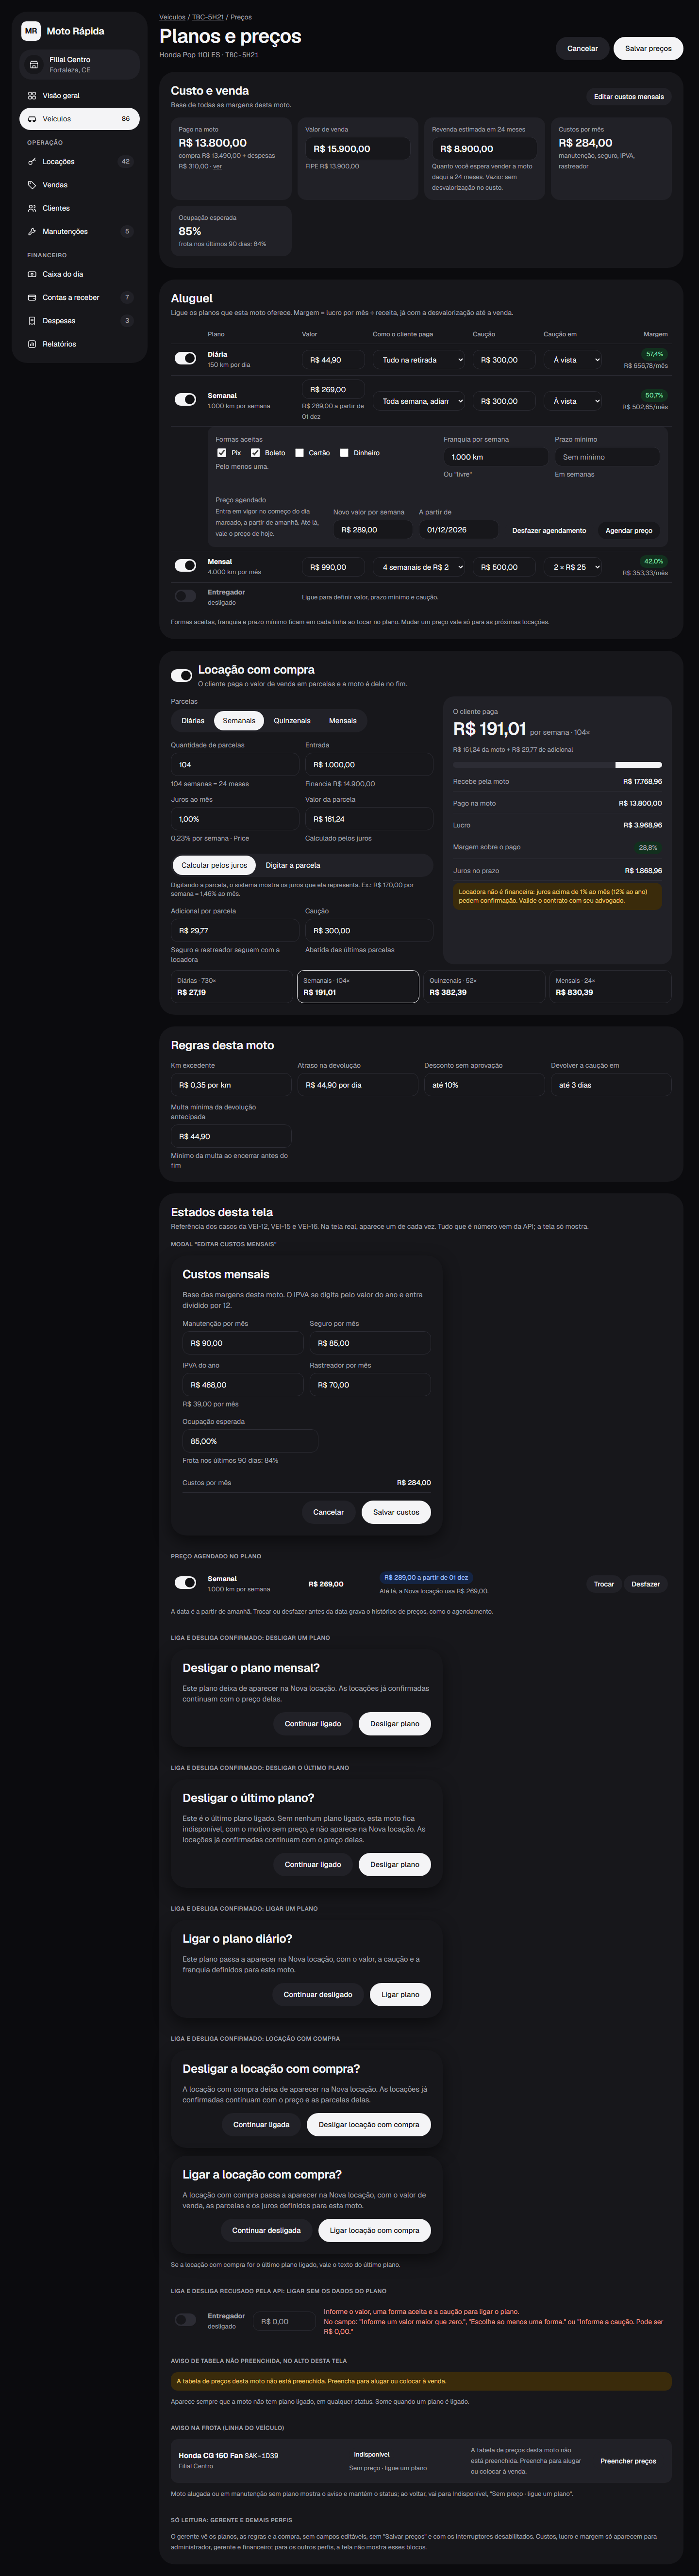 MR Moto Rápida
Filial Centro
Fortaleza, CE
Visão geral
Veículos 86
OPERAÇÃO
Locações 42
Vendas
Clientes
Manutenções 5
FINANCEIRO
Caixa do dia
Contas a receber 7
Despesas 3
Relatórios
Veículos / TBC-5H21 / Preços
Planos e preços
Honda Pop 110i ES · TBC-5H21
Cancelar
Salvar preços
Custo e venda
Base de todas as margens desta moto.
Editar custos mensais
Pago na moto
R$ 13.800,00
compra R$ 13.490,00 + despesas
R$ 310,00 · ver
Valor de venda
R$ 15.900,00
FIPE R$ 13.900,00
Revenda estimada em 24 meses
R$ 8.900,00
Quanto você espera vender a moto
daqui a 24 meses. Vazio: sem
desvalorização no custo.
Custos por mês
R$ 284,00
manutenção, seguro, IPVA,
rastreador
Ocupação esperada
85%
frota nos últimos 90 dias: 84%
Aluguel
Ligue os planos que esta moto oferece. Margem = lucro por mês ÷ receita, já com a desvalorização até a venda.
Plano Valor Como o cliente paga Caução Caução em Margem
Diária
150 km por dia
R$ 44,90
Tudo na retirada
R$ 300,00
À vista
57,4%
R$ 656,78/mês
Semanal
1.000 km por semana
R$ 269,00
R$ 289,00 a partir de
01 dez
Toda semana, adian
R$ 300,00
À vista
50,7%
R$ 502,65/mês
Formas aceitas
Pix Boleto Cartão Dinheiro
Pelo menos uma.
Franquia por semana
1.000 km
Ou "livre"
Prazo mínimo
Sem mínimo
Em semanas
Preço agendado
Entra em vigor no começo do dia
marcado, a partir de amanhã. Até lá,
vale o preço de hoje.
Novo valor por semana
R$ 289,00
A partir de
01/12/2026
Desfazer agendamento
Agendar preço
Mensal
4.000 km por mês
R$ 990,00
4 semanais de R$ 2
R$ 500,00
2 × R$ 25
42,0%
R$ 353,33/mês
Entregador
desligado
Ligue para definir valor, prazo mínimo e caução.
Formas aceitas, franquia e prazo mínimo ficam em cada linha ao tocar no plano. Mudar um preço vale só para as próximas locações.
Locação com compra
O cliente paga o valor de venda em parcelas e a moto é dele no fim.
Parcelas
Diárias Semanais Quinzenais Mensais
Quantidade de parcelas
104
104 semanas = 24 meses
Entrada
R$ 1.000,00
Financia R$ 14.900,00
Juros ao mês
1,00%
0,23% por semana · Price
Valor da parcela
R$ 161,24
Calculado pelos juros
Calcular pelos juros Digitar a parcela
Digitando a parcela, o sistema mostra os juros que ela representa. Ex.: R$ 170,00 por
semana = 1,46% ao mês.
Adicional por parcela
R$ 29,77
Seguro e rastreador seguem com a
locadora
Caução
R$ 300,00
Abatida das últimas parcelas
O cliente paga
R$ 191,01 por semana · 104×
R$ 161,24 da moto + R$ 29,77 de adicional
Recebe pela moto R$ 17.768,96
Pago na moto R$ 13.800,00
Lucro R$ 3.968,96
Margem sobre o pago 28,8%
Juros no prazo R$ 1.868,96
Locadora não é financeira: juros acima de 1% ao mês (12% ao ano)
pedem confirmação. Valide o contrato com seu advogado.
Diárias · 730×
R$ 27,19
Semanais · 104×
R$ 191,01
Quinzenais · 52×
R$ 382,39
Mensais · 24×
R$ 830,39
Regras desta moto
Km excedente
R$ 0,35 por km
Atraso na devolução
R$ 44,90 por dia
Desconto sem aprovação
até 10%
Devolver a caução em
até 3 dias
Multa mínima da devolução
antecipada
R$ 44,90
Mínimo da multa ao encerrar antes do
fim
Estados desta tela
Referência dos casos da VEI-12, VEI-15 e VEI-16. Na tela real, aparece um de cada vez. Tudo que é número vem da API; a tela só mostra.
MODAL "EDITAR CUSTOS MENSAIS"
Custos mensais
Base das margens desta moto. O IPVA se digita pelo valor do ano e entra
dividido por 12.
Manutenção por mês
R$ 90,00
Seguro por mês
R$ 85,00
IPVA do ano
R$ 468,00
R$ 39,00 por mês
Rastreador por mês
R$ 70,00
Ocupação esperada
85,00%
Frota nos últimos 90 dias: 84%
Custos por mês R$ 284,00
Cancelar
Salvar custos
PREÇO AGENDADO NO PLANO
Semanal
1.000 km por semana
R$ 269,00
R$ 289,00 a partir de 01 dez
Até lá, a Nova locação usa R$ 269,00.
Trocar
Desfazer
A data é a partir de amanhã. Trocar ou desfazer antes da data grava o histórico de preços, como o agendamento.
LIGA E DESLIGA CONFIRMADO: DESLIGAR UM PLANO
Desligar o plano mensal?
Este plano deixa de aparecer na Nova locação. As locações já confirmadas
continuam com o preço delas.
Continuar ligado
Desligar plano
LIGA E DESLIGA CONFIRMADO: DESLIGAR O ÚLTIMO PLANO
Desligar o último plano?
Este é o último plano ligado. Sem nenhum plano ligado, esta moto fica
indisponível, com o motivo sem preço, e não aparece na Nova locação. As
locações já confirmadas continuam com o preço delas.
Continuar ligado
Desligar plano
LIGA E DESLIGA CONFIRMADO: LIGAR UM PLANO
Ligar o plano diário?
Este plano passa a aparecer na Nova locação, com o valor, a caução e a
franquia definidos para esta moto.
Continuar desligado
Ligar plano
LIGA E DESLIGA CONFIRMADO: LOCAÇÃO COM COMPRA
Desligar a locação com compra?
A locação com compra deixa de aparecer na Nova locação. As locações já
confirmadas continuam com o preço e as parcelas delas.
Continuar ligada
Desligar locação com compra
Ligar a locação com compra?
A locação com compra passa a aparecer na Nova locação, com o valor de
venda, as parcelas e os juros definidos para esta moto.
Continuar desligada
Ligar locação com compra
Se a locação com compra for o último plano ligado, vale o texto do último plano.
LIGA E DESLIGA RECUSADO PELA API: LIGAR SEM OS DADOS DO PLANO
Entregador
desligado
R$ 0,00
Informe o valor, uma forma aceita e a caução para ligar o plano.
No campo: "Informe um valor maior que zero.", "Escolha ao menos uma forma." ou "Informe a caução. Pode ser
R$ 0,00."
AVISO DE TABELA NÃO PREENCHIDA, NO ALTO DESTA TELA
A tabela de preços desta moto não está preenchida. Preencha para alugar ou colocar à venda.
Aparece sempre que a moto não tem plano ligado, em qualquer status. Some quando um plano é ligado.
AVISO NA FROTA (LINHA DO VEÍCULO)
Honda CG 160 Fan SAK-1D39
Filial Centro
Indisponível
Sem preço · ligue um plano
A tabela de preços desta moto não
está preenchida. Preencha para alugar
ou colocar à venda.
Preencher preços
Moto alugada ou em manutenção sem plano mostra o aviso e mantém o status; ao voltar, vai para Indisponível, "Sem preço · ligue um plano".
SÓ LEITURA: GERENTE E DEMAIS PERFIS
O gerente vê os planos, as regras e a compra, sem campos editáveis, sem "Salvar preços" e com os interruptores desabilitados. Custos, lucro e margem só aparecem para
administrador, gerente e financeiro; para os outros perfis, a tela não mostra esses blocos.